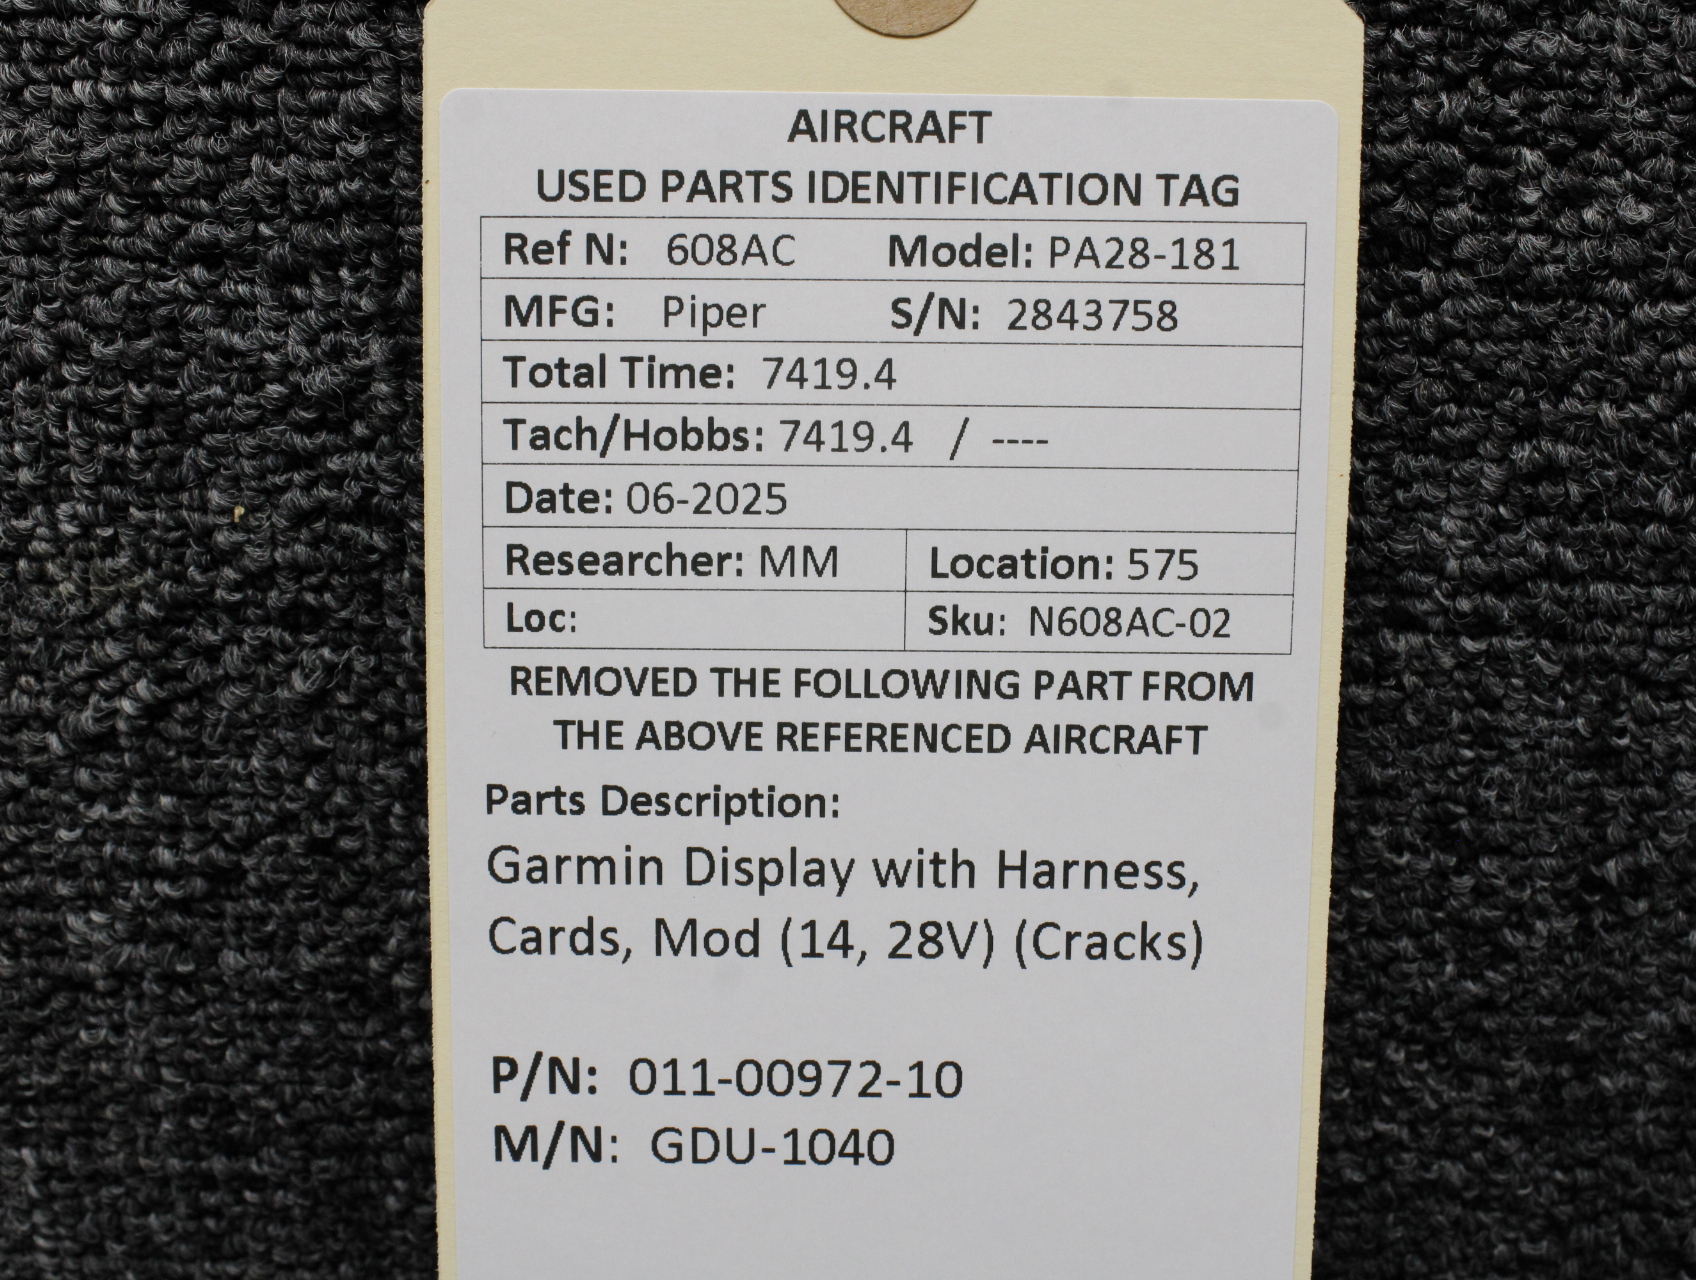 AIRCRAFT
USED PARTS IDENTIFICATION TAG
Ref N: 608AC Model: PA28-181
MFG: Piper S/N: 2843758
Total Time: 7419.4
Tach/Hobbs: 7419.4 / ----
Date: 06-2025
Researcher: MM Location: 575
Loc: Sku: N608AC-02
REMOVED THE FOLLOWING PART FROM
THE ABOVE REFERENCED AIRCRAFT
Parts Description:
Garmin Display with Harness,
Cards, Mod (14, 28V) (Cracks)
P/N: 011-00972-10
M/N: GDU-1040